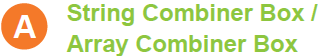 A
String Combiner Box /
Array Combiner Box